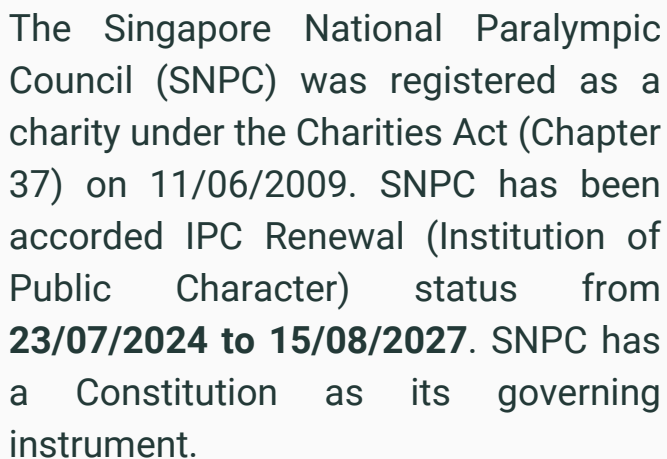 The Singapore National Paralympic
Council (SNPC) was registered as a
charity under the Charities Act (Chapter
37) on 11/06/2009. SNPC has been
accorded IPC Renewal (Institution of
Public Character) status from
23/07/2024 to 15/08/2027. SNPC has
a Constitution as its governing
instrument.